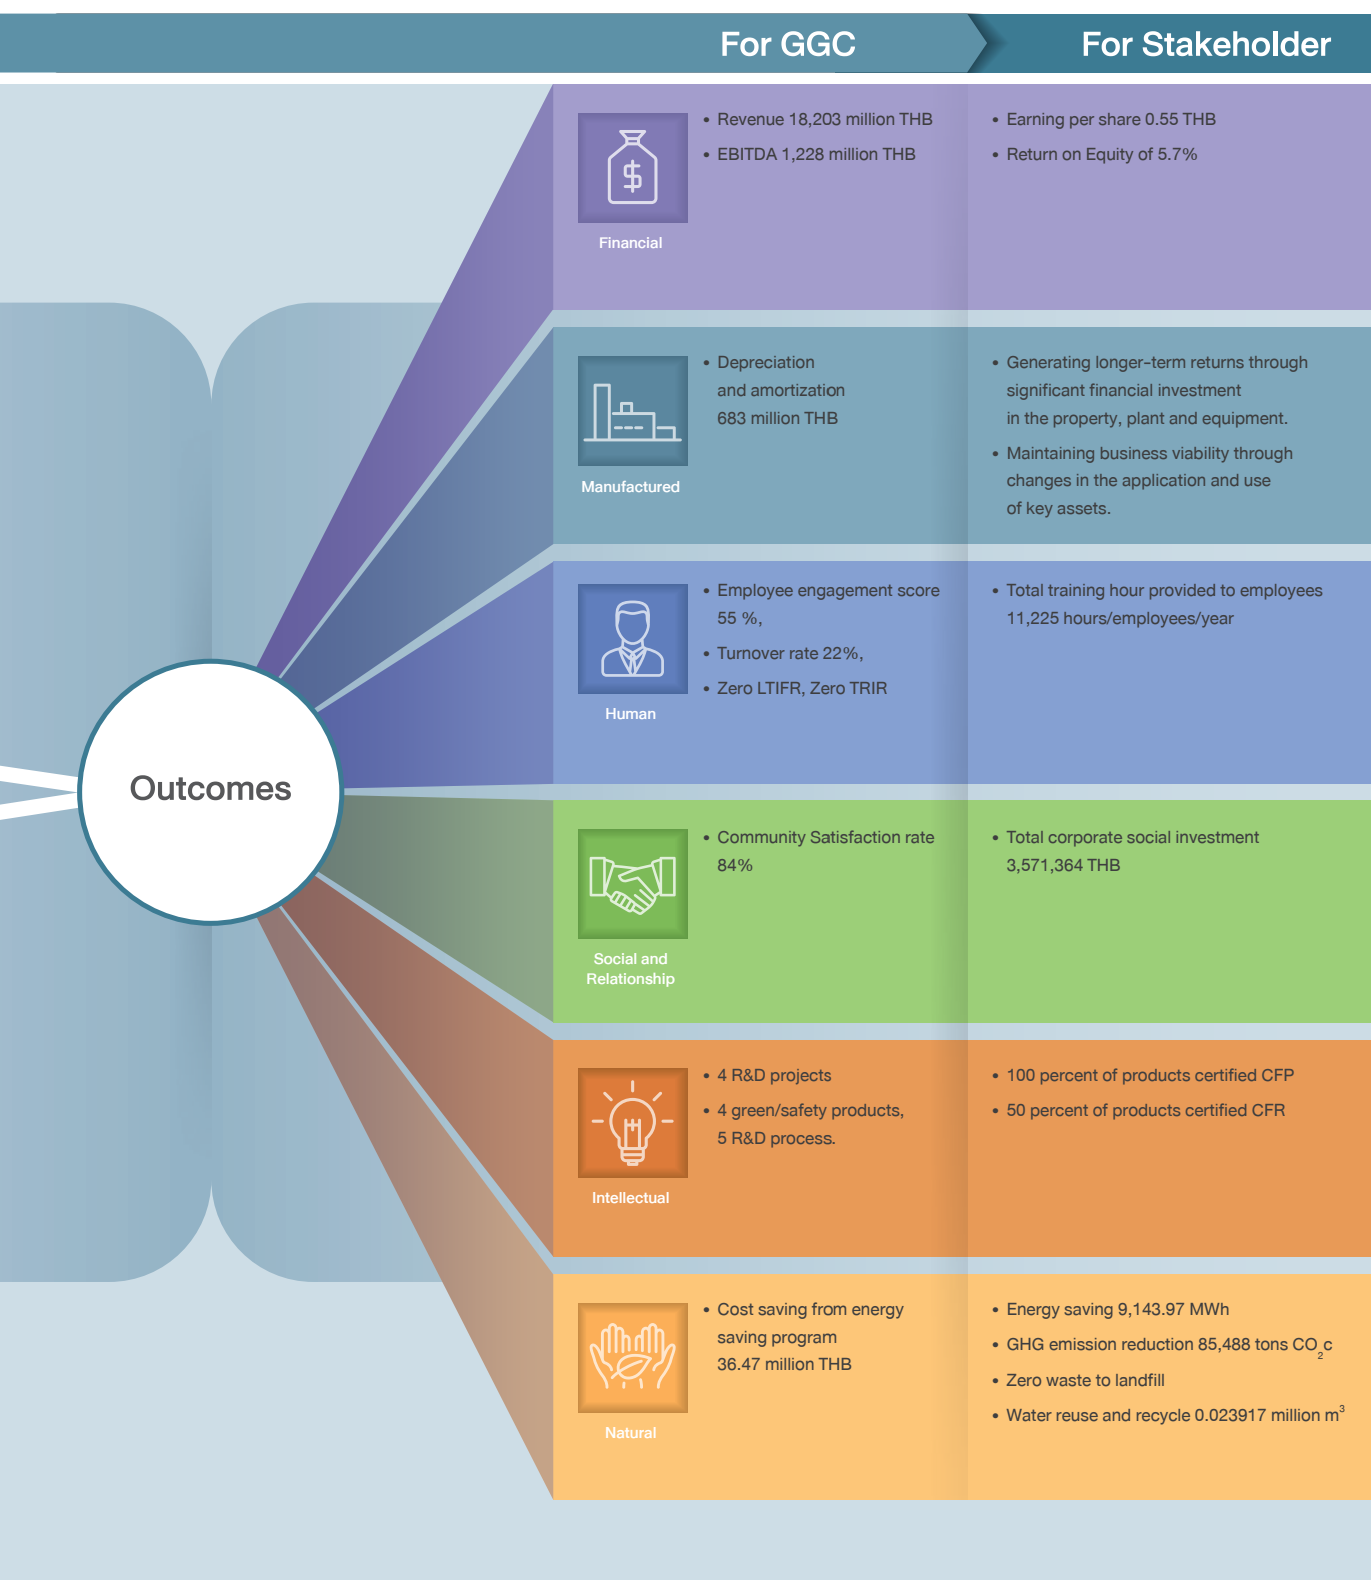 For GGC
For Stakeholder
• Revenue 18,203 million THB
• EBITDA 1,228 million THB
• Earning per share 0.55 THB
• Return on Equity of 5.7%
$
Financial
• Depreciation
and amortization
683 million THB
• Generating longer-term returns through
significant financial investment
in the property, plant and equipment.
• Maintaining business viability through
changes in the application and use
of key assets.
Manufactured
• Employee engagement score
55 %,
• Turnover rate 22%,
• Zero LTIFR, Zero TRIR
• Total training hour provided to employees
11,225 hours/employees/year
Human
Outcomes
• Community Satisfaction rate
84%
• Total corporate social investment
3,571,364 THB
Social and
Relationship
• 4 R&D projects
• 4 green/safety products,
5 R&D process.
• 100 percent of products certified CFP
• 50 percent of products certified CFR
Intellectual
• Cost saving from energy
saving program
36.47 million THB
• Energy saving 9,143.97 MWh
• GHG emission reduction 85,488 tons CO₂c
• Zero waste to landfill
• Water reuse and recycle 0.023917 million m³
Natural